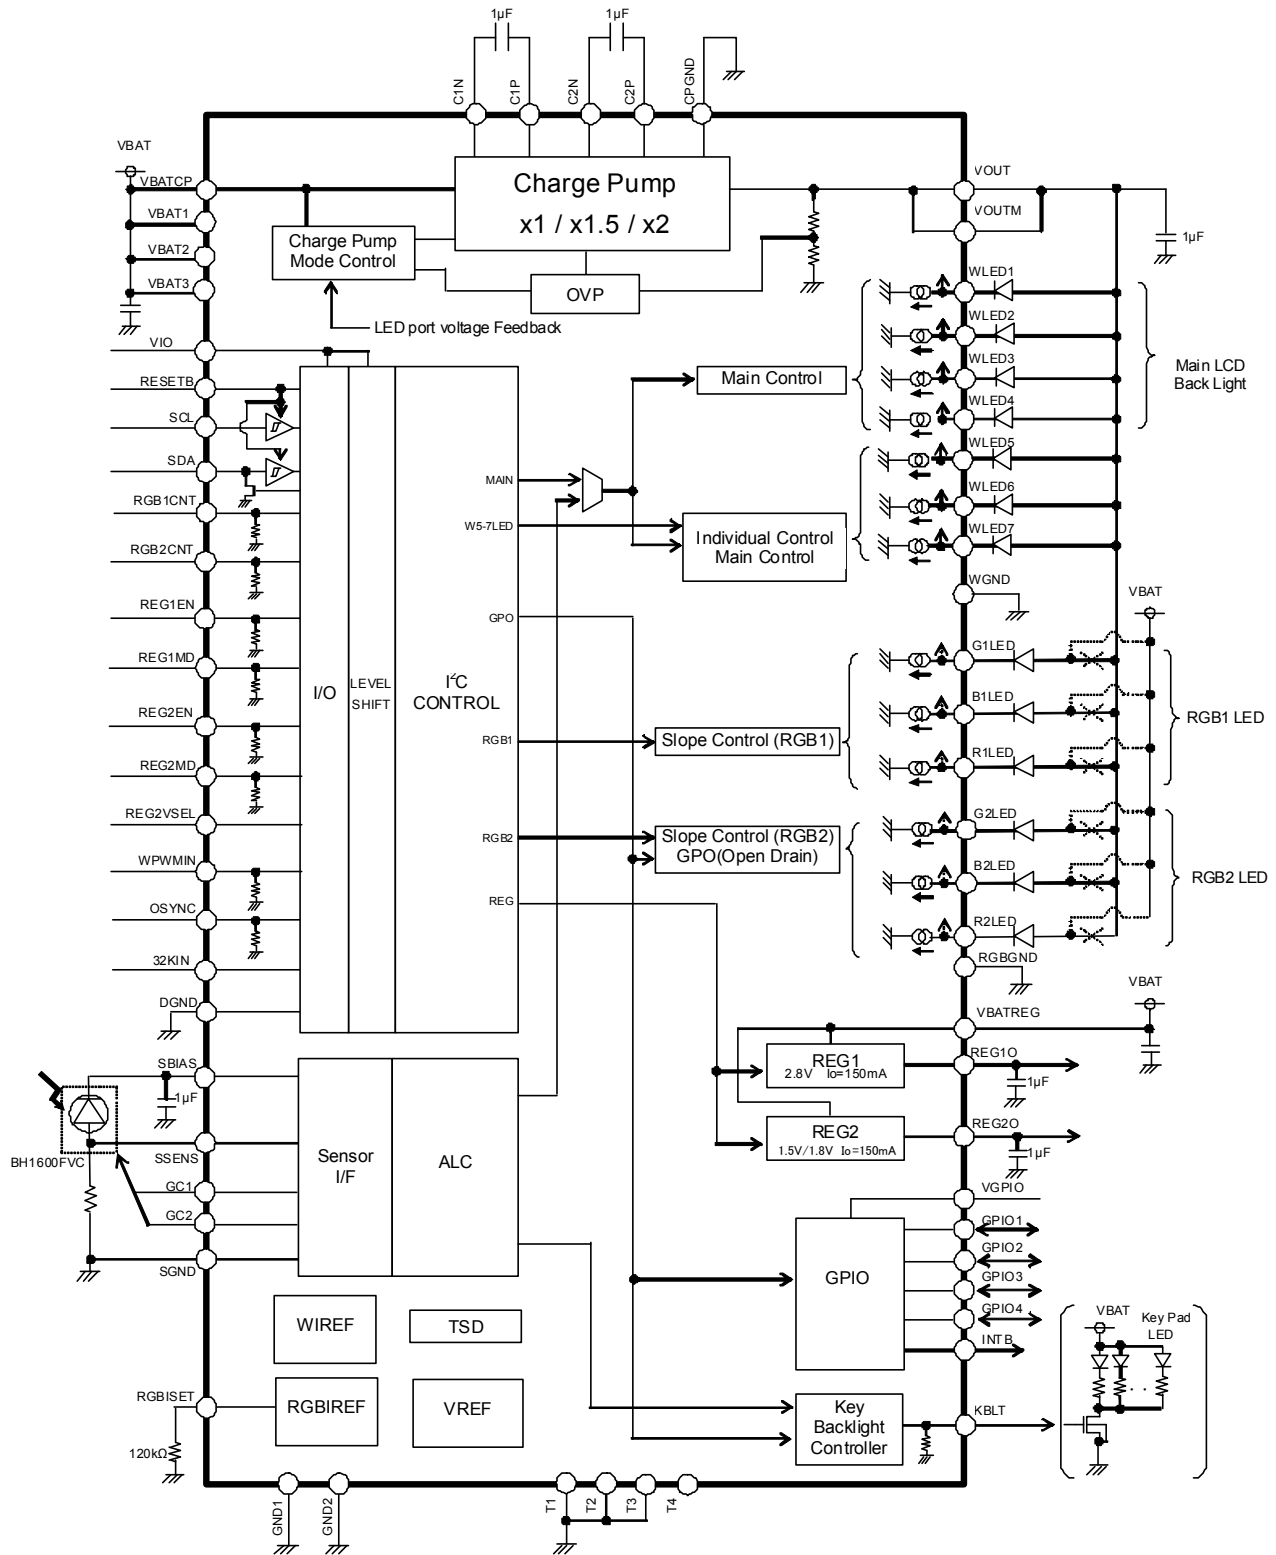 1μF
1μF
C1N
C1P
C2N
C2P
CPGND
VBAT
VBATCP
VBAT1
VBAT2
VBAT3
Charge Pump
x1 / x1.5 / x2
Charge Pump
Mode Control
OVP
LED port voltage Feedback
VOUT
VOUTM
1μF
WLED1
WLED2
WLED3
WLED4
WLED5
WLED6
WLED7
WGND
Main LCD
Back Light
Main Control
Individual Control
Main Control
VIO
RESETB
SCL
SDA
RGB1CNT
RGB2CNT
REG1EN
REG1MD
REG2EN
REG2MD
REG2VSEL
WPWMIN
OSYNC
32KIN
DGND
I/O
LEVEL
SHIFT
I2C
CONTROL
MAIN
W5-7LED
GPO
RGB1
RGB2
REG
Slope Control (RGB1)
Slope Control (RGB2)
GPO(Open Drain)
VBAT
G1LED
B1LED
R1LED
RGB1 LED
G2LED
B2LED
R2LED
RGB2 LED
RGBGND
VBAT
VBATREG
REG1
2.8V Io=150mA
REG1O
1μF
REG2
1.5V/1.8V Io=150mA
REG2O
1μF
SBIAS
1μF
BH1600FVC
SSENS
GC1
GC2
SGND
Sensor
I/F
ALC
VGPIO
GPIO
GPIO1
GPIO2
GPIO3
GPIO4
INTB
WIREF
TSD
RGBISET
RGBIREF
VREF
120kΩ
Key
Backlight
Controller
KBLT
VBAT
Key Pad
LED
. .
GND1
GND2
T1
T2
T3
T4